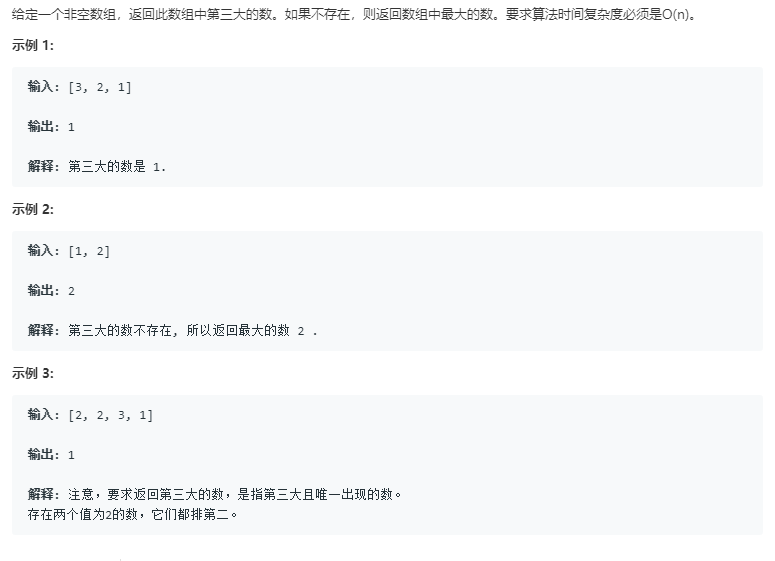 给定一个非空数组，返回此数组中第三大的数。如果不存在，则返回数组中最大的数。要求算法时间复杂度必须是O(n)。
示例 1:
输入: [3, 2, 1]
输出: 1
解释: 第三大的数是 1.
示例 2:
输入: [1, 2]
输出: 2
解释: 第三大的数不存在, 所以返回最大的数 2 .
示例 3:
输入: [2, 2, 3, 1]
输出: 1
解释: 注意，要求返回第三大的数，是指第三大且唯一出现的数。
存在两个值为2的数，它们都排第二。